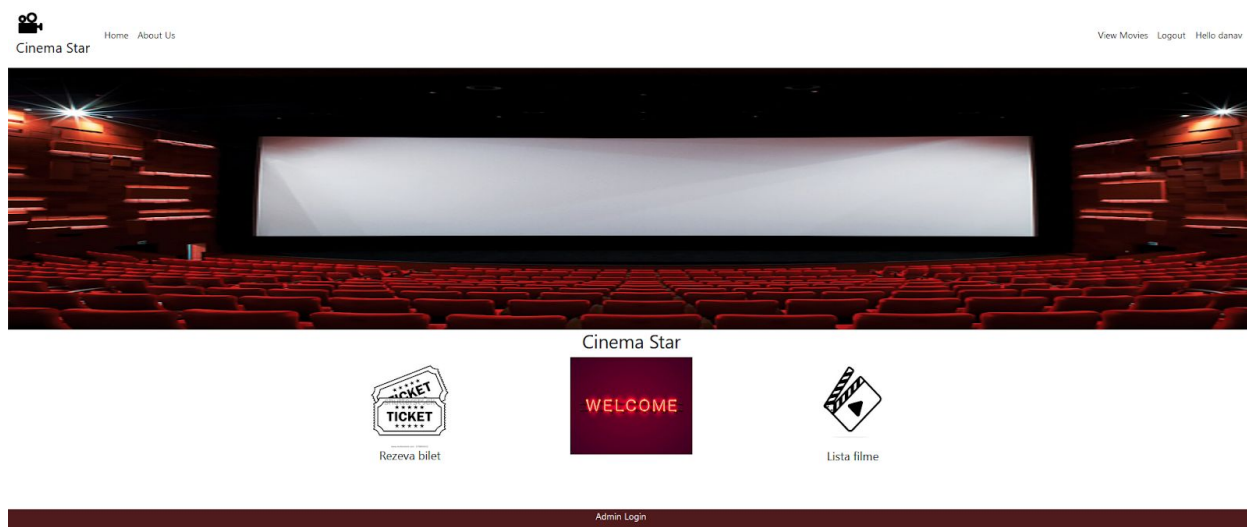 Cinema Star
Home About Us
View Movies Logout Hello danav
Cinema Star
TICKET
TICKET
WELCOME
Rezeva bilet
Lista filme
Admin Login